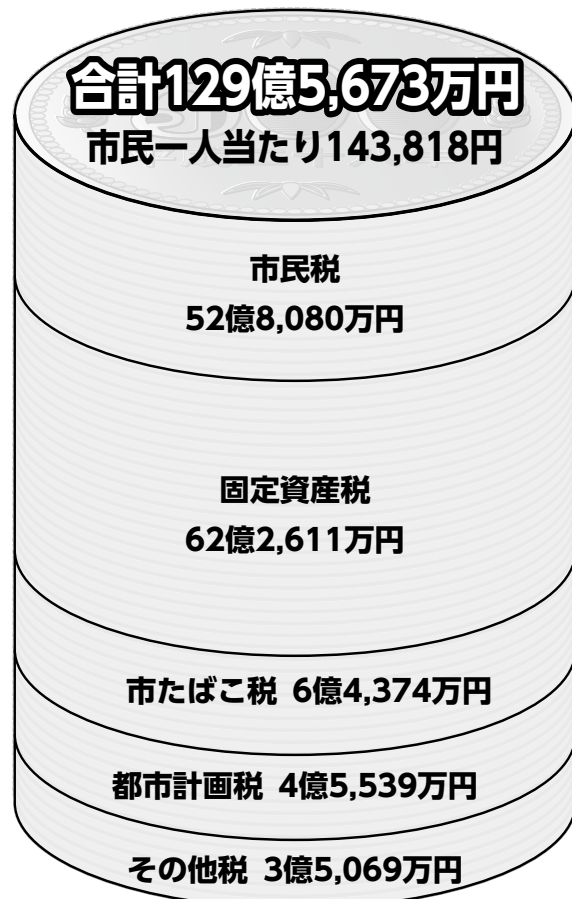 合計129億5,673万円
市民一人当たり143,818円
市民税
52億8,080万円
固定資産税
62億2,611万円
市たばこ税 6億4,374万円
都市計画税 4億5,539万円
その他税 3億5,069万円